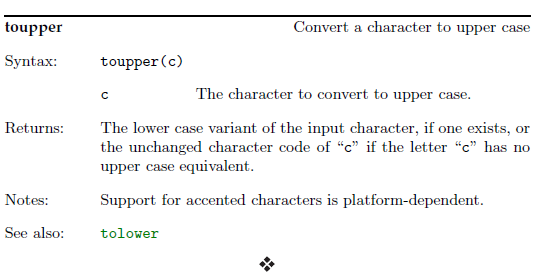 toupper Convert a character to upper case
Syntax: toupper(c)
c The character to convert to upper case.
Returns: The lower case variant of the input character, if one exists, or
the unchanged character code of “c” if the letter “c” has no
upper case equivalent.
Notes: Support for accented characters is platform-dependent.
See also: tolower